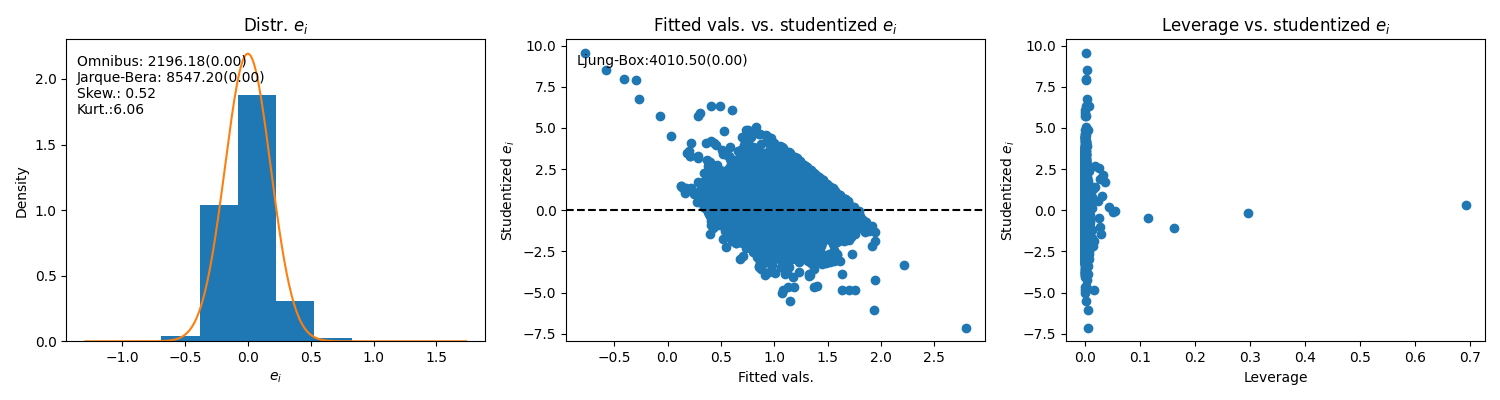 Distr. e_i
Omnibus: 2196.18(0.00)
Jarque-Bera: 8547.20(0.00)
Skew.: 0.52
Kurt.:6.06
Density
2.0
1.5
1.0
0.5
0.0
−1.0 −0.5 0.0 0.5 1.0 1.5
e_i
Fitted vals. vs. studentized e_i
Ljung-Box:4010.50(0.00)
Studentized e_i
10.0
7.5
5.0
2.5
0.0
−2.5
−5.0
−7.5
−0.5 0.0 0.5 1.0 1.5 2.0 2.5
Fitted vals.
Leverage vs. studentized e_i
Studentized e_i
10.0
7.5
5.0
2.5
0.0
−2.5
−5.0
−7.5
0.0 0.1 0.2 0.3 0.4 0.5 0.6 0.7
Leverage